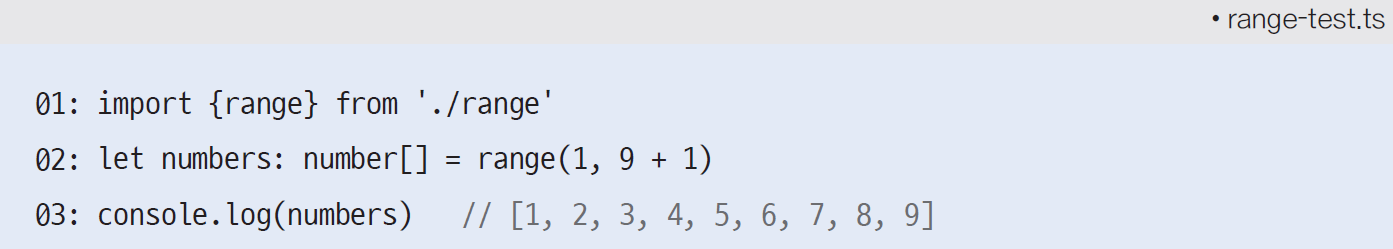 • range-test.ts
01: import {range} from './range'
02: let numbers: number[] = range(1, 9 + 1)
03: console.log(numbers)   // [1, 2, 3, 4, 5, 6, 7, 8, 9]